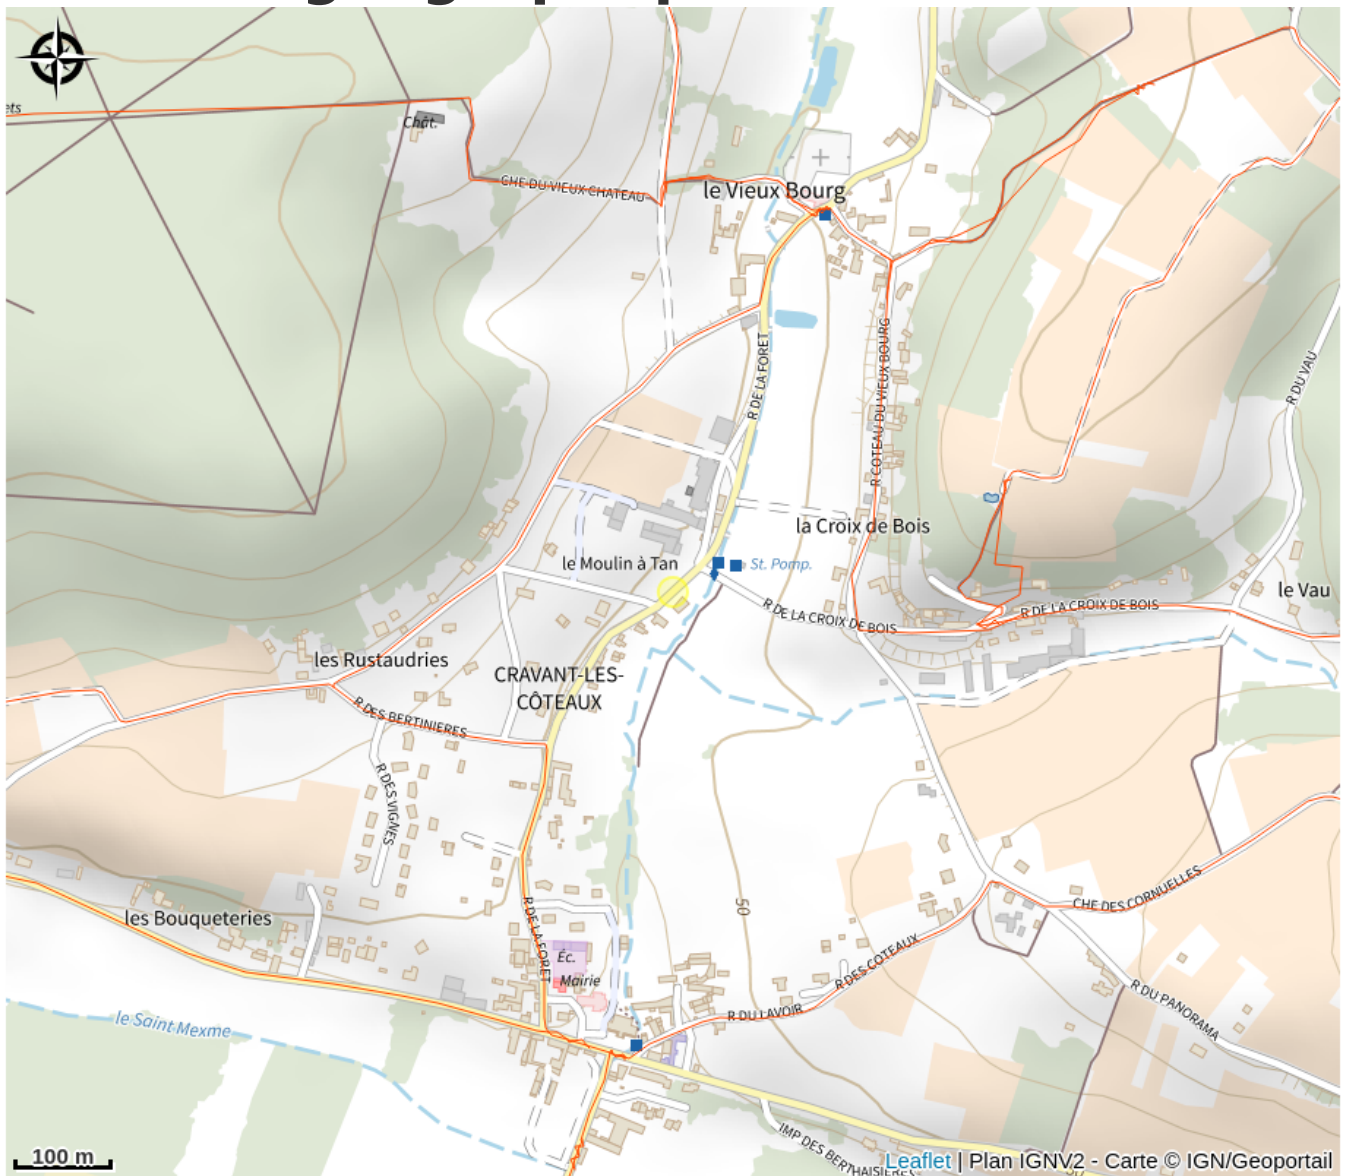 ets
Chât.
CHE DU VIEUX CHATEAU
le Vieux Bourg
R DE LA FORET
R COTEAU DU VIEUX BOURG
R DU VAU
la Croix de Bois
le Moulin à Tan
St. Pomp.
le Vau
R DE LA CROIX DE BOIS
R DE LA CROIX DE BOIS
les Rustaudries
CRAVANT-LES-
CÔTEAUX
R DES BERTINIERES
R DES VIGNES
les Bouqueteries
R DE LA FORET
50
CHE DES CORNUELLES
Éc.
Mairie
R DES COTEAUX
R DU LAVOIR
R DU PANORAMA
le Saint Mexme
IMP DES BERTHAISIERES
100 m
Leaflet | Plan IGNV2 - Carte © IGN/Geoportail